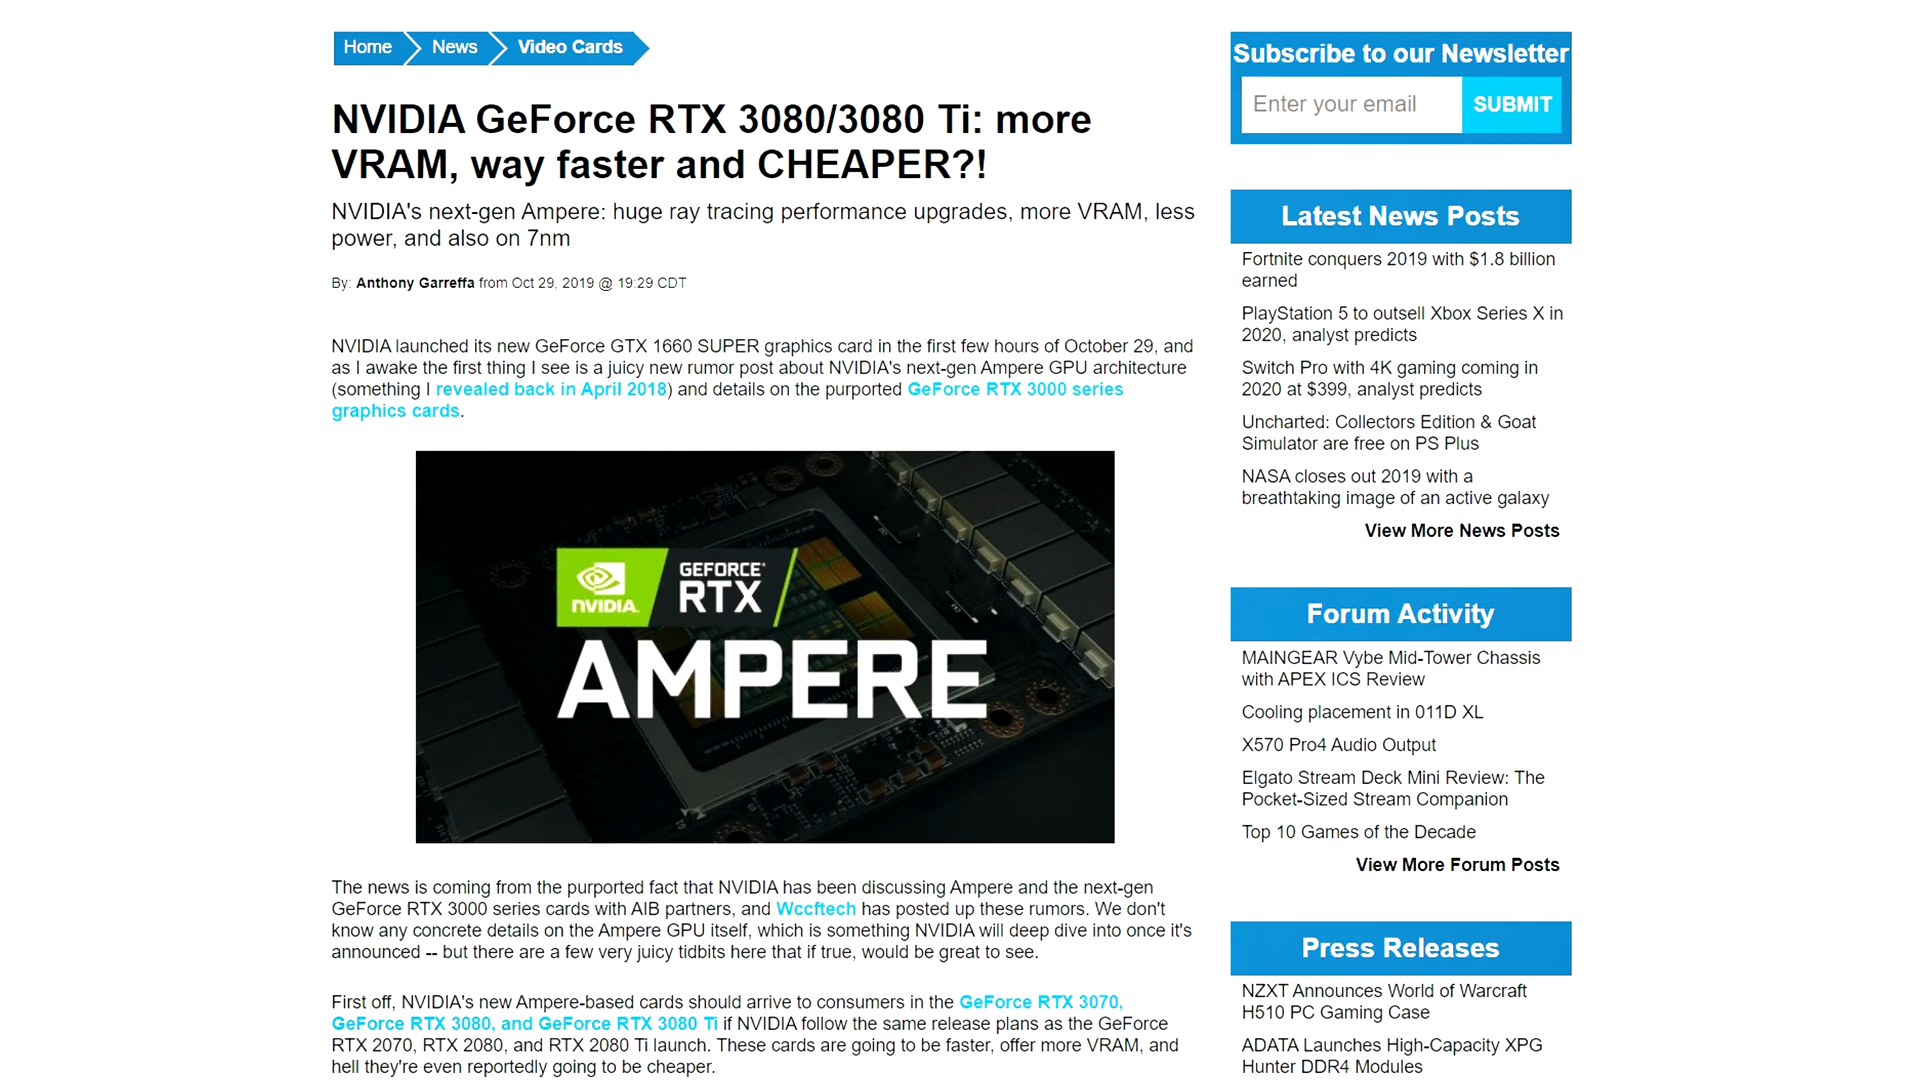 Home
News
Video Cards
NVIDIA GeForce RTX 3080/3080 Ti: more
VRAM, way faster and CHEAPER?!
NVIDIA's next-gen Ampere: huge ray tracing performance upgrades, more VRAM, less
power, and also on 7nm
By: Anthony Garreffa from Oct 29, 2019 @ 19:29 CDT
NVIDIA launched its new GeForce GTX 1660 SUPER graphics card in the first few hours of October 29, and
as I awake the first thing I see is a juicy new rumor post about NVIDIA's next-gen Ampere GPU architecture
(something I revealed back in April 2018) and details on the purported GeForce RTX 3000 series
graphics cards.
NVIDIA.
GEFORCE
RTX
AMPERE
The news is coming from the purported fact that NVIDIA has been discussing Ampere and the next-gen
GeForce RTX 3000 series cards with AIB partners, and Wccftech has posted up these rumors. We don't
know any concrete details on the Ampere GPU itself, which is something NVIDIA will deep dive into once it's
announced -- but there are a few very juicy tidbits here that if true, would be great to see.
First off, NVIDIA's new Ampere-based cards should arrive to consumers in the GeForce RTX 3070,
GeForce RTX 3080, and GeForce RTX 3080 Ti if NVIDIA follow the same release plans as the GeForce
RTX 2070, RTX 2080, and RTX 2080 Ti launch. These cards are going to be faster, offer more VRAM, and
hell they're even reportedly going to be cheaper.
Subscribe to our Newsletter
Enter your email
SUBMIT
Latest News Posts
Fortnite conquers 2019 with $1.8 billion
earned
PlayStation 5 to outsell Xbox Series X in
2020, analyst predicts
Switch Pro with 4K gaming coming in
2020 at $399, analyst predicts
Uncharted: Collectors Edition & Goat
Simulator are free on PS Plus
NASA closes out 2019 with a
breathtaking image of an active galaxy
View More News Posts
Forum Activity
MAINGEAR Vybe Mid-Tower Chassis
with APEX ICS Review
Cooling placement in 011D XL
X570 Pro4 Audio Output
Elgato Stream Deck Mini Review: The
Pocket-Sized Stream Companion
Top 10 Games of the Decade
View More Forum Posts
Press Releases
NZXT Announces World of Warcraft
H510 PC Gaming Case
ADATA Launches High-Capacity XPG
Hunter DDR4 Modules